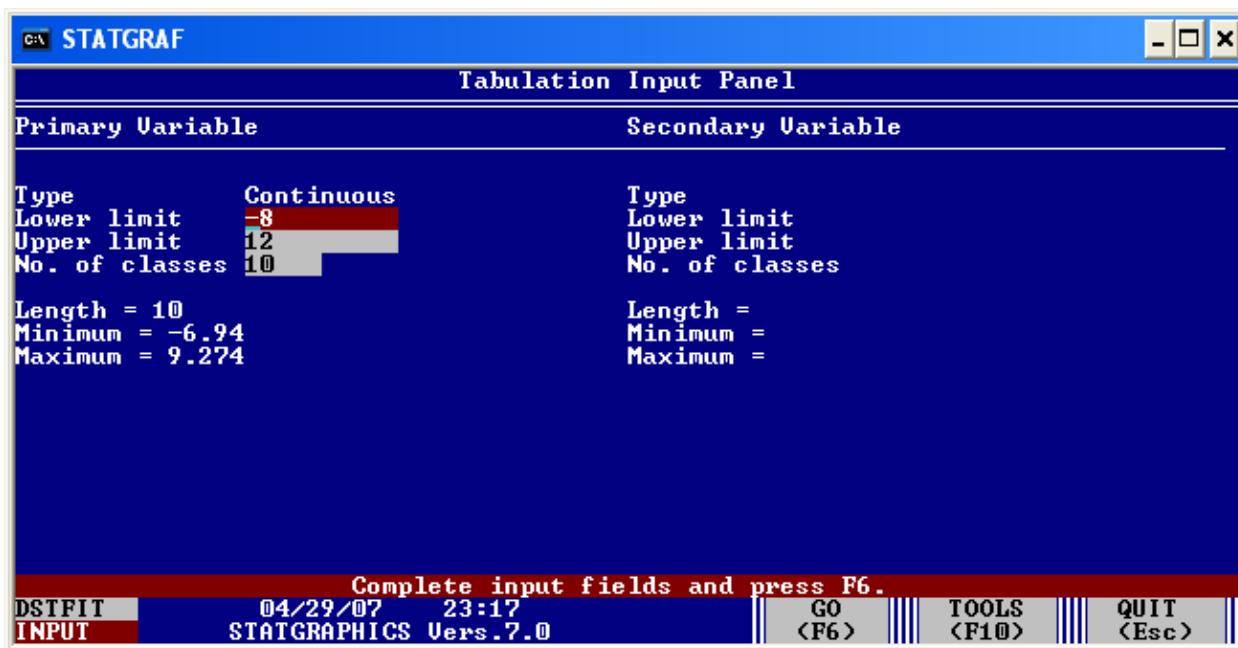 C:\ STATGRAF
Tabulation Input Panel
Primary Variable Secondary Variable
Type Continuous Type
Lower limit -8 Lower limit
Upper limit 12 Upper limit
No. of classes 10 No. of classes
Length = 10 Length =
Minimum = -6.94 Minimum =
Maximum = 9.274 Maximum =
Complete input fields and press F6.
DSTFIT 04/29/07 23:17 GO TOOLS QUIT
INPUT STATGRAPHICS Vers.7.0 (F6) (F10) (Esc)